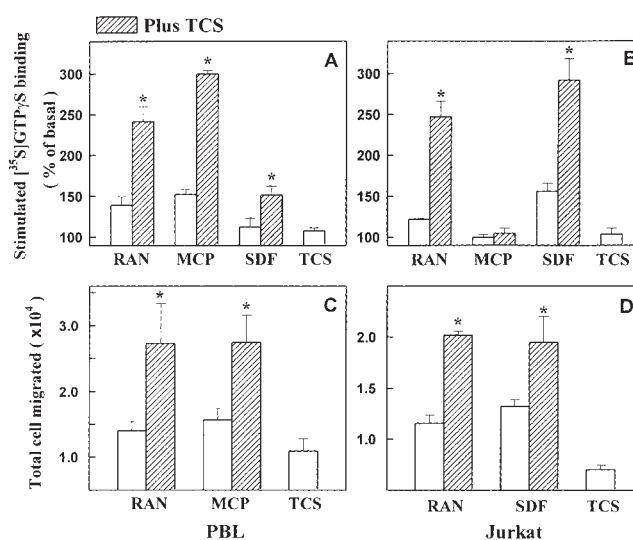 Plus TCS
Stimulated [³⁵S]GTPγS binding
( % of basal )
300
250
200
150
100
A
*
*
*
RAN MCP SDF TCS
300
250
200
150
100
B
*
*
RAN MCP SDF TCS
Total cell migrated ( x10⁴)
3.0
2.0
1.0
C
*
*
RAN MCP TCS
PBL
2.0
1.5
1.0
D
*
*
RAN SDF TCS
Jurkat